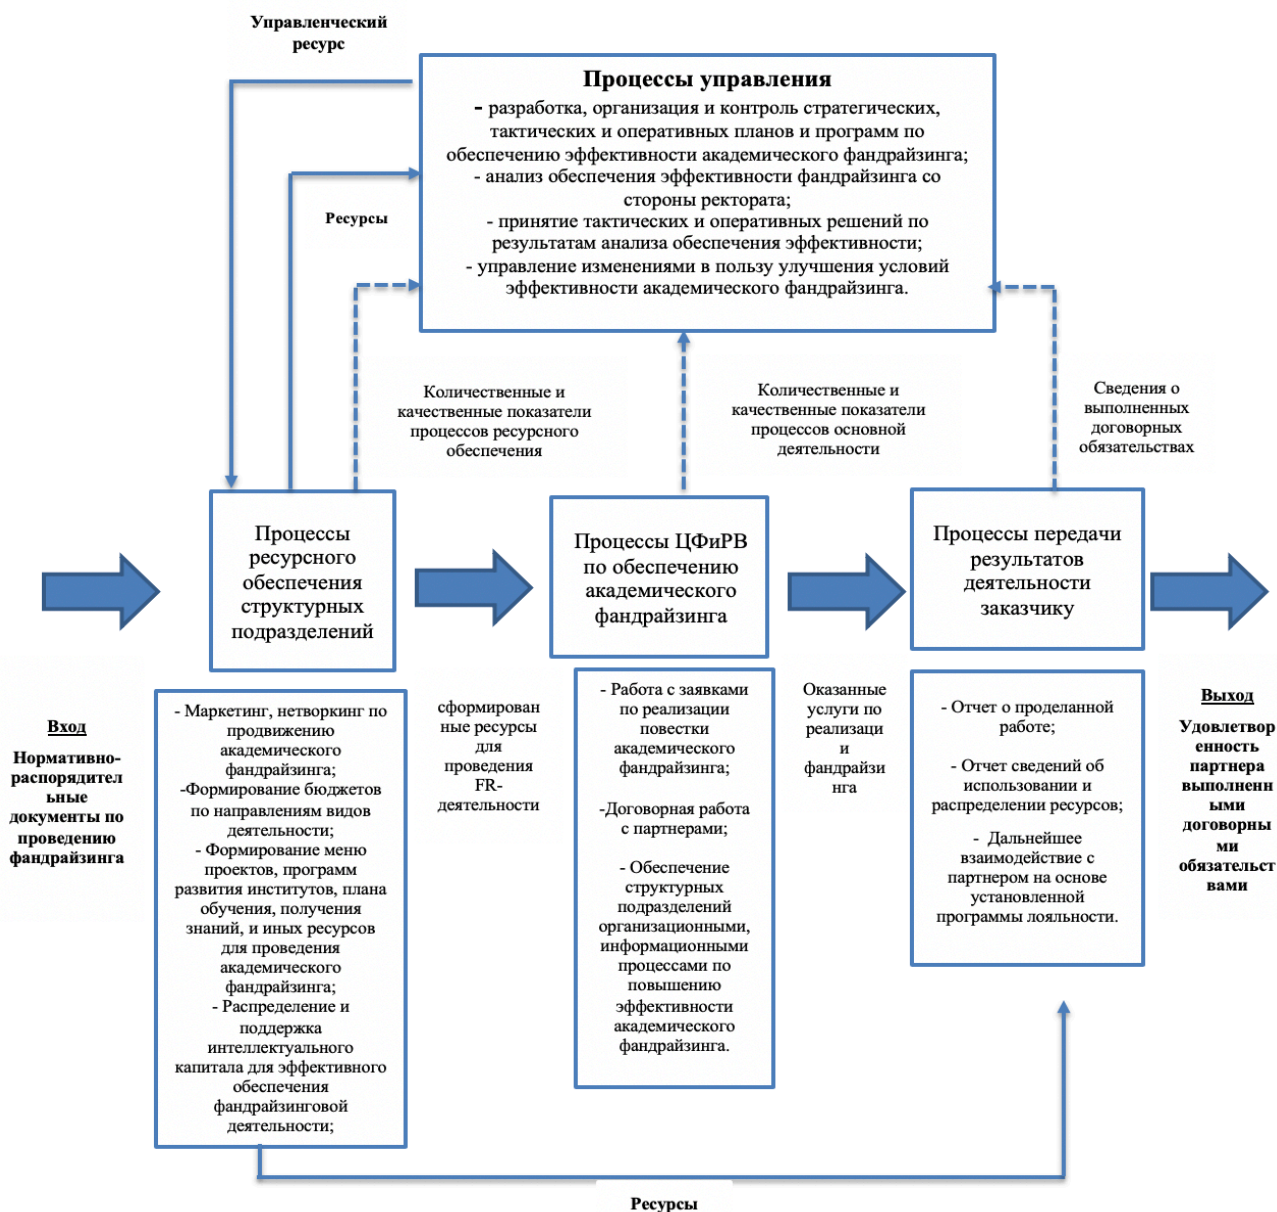 Управленческий
ресурс
Процессы управления
- разработка, организация и контроль стратегических,
тактических и оперативных планов и программ по
обеспечению эффективности академического фандрайзинга;
- анализ обеспечения эффективности фандрайзинга со
стороны ректората;
- принятие тактических и оперативных решений по
результатам анализа обеспечения эффективности;
- управление изменениями в пользу улучшения условий
эффективности академического фандрайзинга.
Ресурсы
Количественные и
качественные показатели
процессов ресурсного
обеспечения
Количественные и
качественные показатели
процессов основной
деятельности
Сведения о
выполненных
договорных
обязательствах
Процессы
ресурсного
обеспечения
структурных
подразделений
Процессы ЦФиРВ
по обеспечению
академического
фандрайзинга
Процессы передачи
результатов
деятельности
заказчику
Вход
Нормативно-
распорядител
ьные
документы по
проведению
фандрайзинга
- Маркетинг, нетворкинг по
продвижению
академического
фандрайзинга;
-Формирование бюджетов
по направлениям видов
деятельности;
- Формирование меню
проектов, программ
развития институтов, плана
обучения, получения
знаний, и иных ресурсов
для проведения
академического
фандрайзинга;
- Распределение и
поддержка
интеллектуального
капитала для эффективного
обеспечения
фандрайзинговой
деятельности;
сформирован
ные ресурсы
для
проведения
FR-
деятельности
- Работа с заявками
по реализации
повестки
академического
фандрайзинга;
-Договорная работа
с партнерами;
- Обеспечение
структурных
подразделений
организационными,
информационными
процессами по
повышению
эффективности
академического
фандрайзинга.
Оказанные
услуги по
реализаци
и
фандрайзи
нга
- Отчет о проделанной
работе;
- Отчет сведений об
использовании и
распределении ресурсов;
- Дальнейшее
взаимодействие с
партнером на основе
установленной
программы лояльности.
Выход
Удовлетвор
енность
партнера
выполненн
ыми
договорны
ми
обязательст
вами
Ресурсы